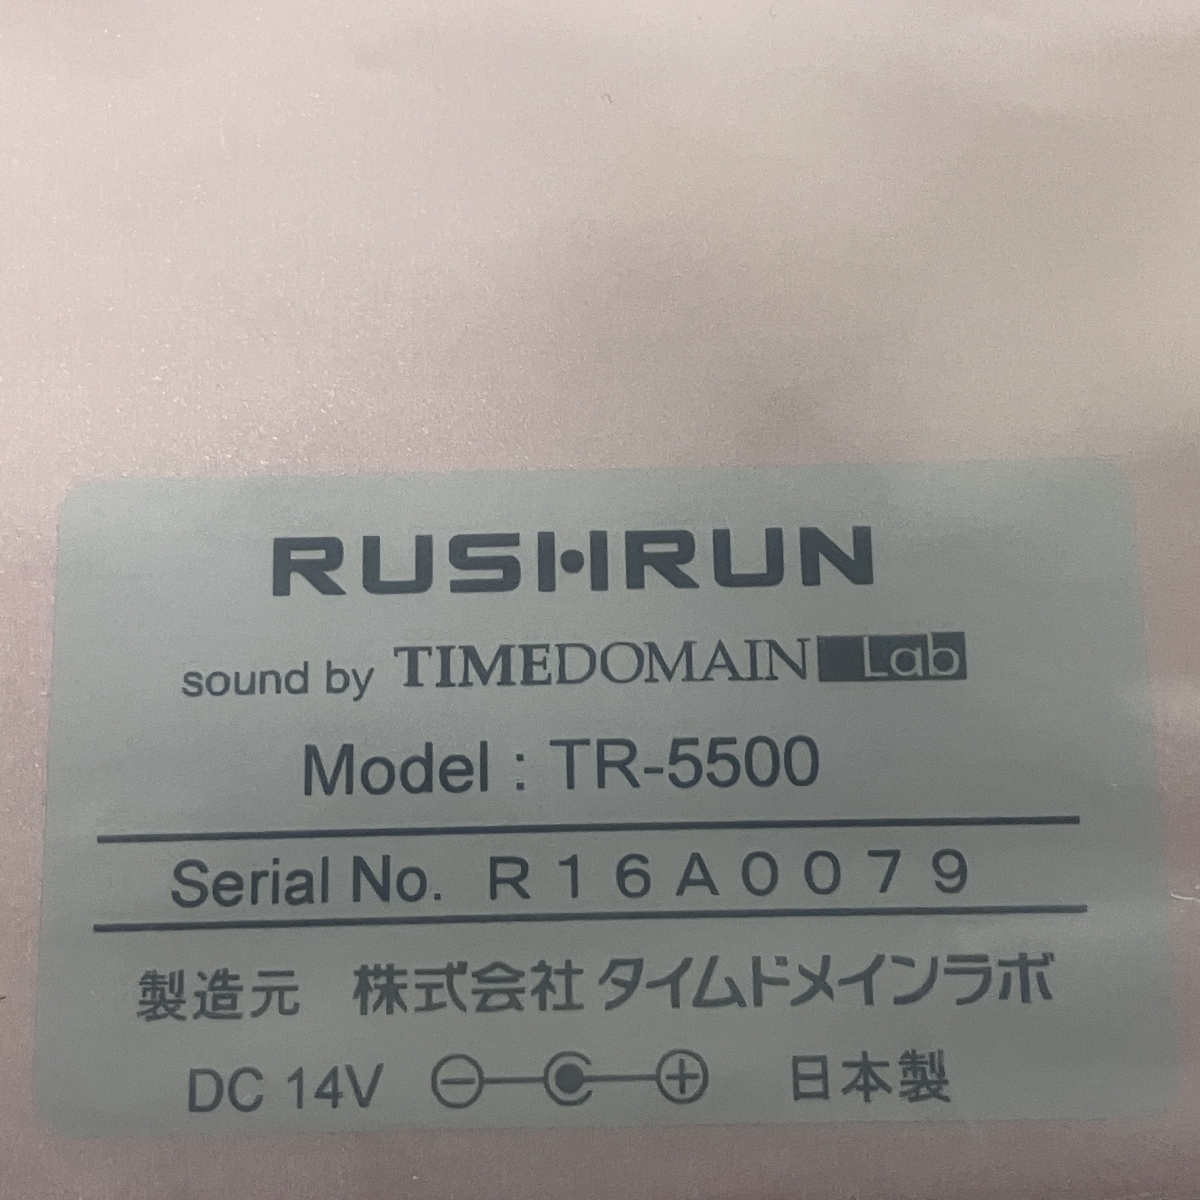 RUSHRUN
sound by TIMEDOMAIN Lab
Model : TR-5500
Serial No. R16A0079
製造元 株式会社タイムドメインラボ
DC 14V 日本製